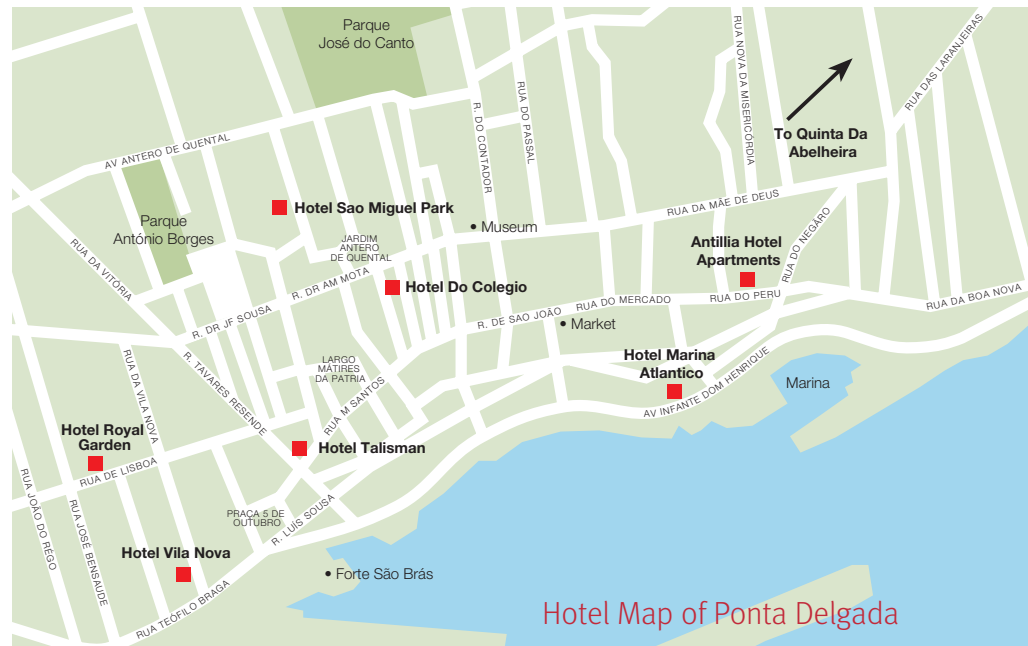 Parque
José do Canto
RUA NOVA DA MISERICÓRDIA
RUA DAS LARANJEIRAS
R. DO CONTADOR
RUA DO PASSAL
To Quinta Da
Abelheira
AV ANTERO DE QUENTAL
Hotel Sao Miguel Park
RUA DA MÃE DE DEUS
Parque
António Borges
• Museum
JARDIM
ANTERO
DE QUENTAL
Antillia Hotel
Apartments
RUA DO NEGÃRO
RUA DA VITÓRIA
R. DR AM MOTA
Hotel Do Colegio
RUA DO MERCADO
RUA DO PERU
RUA DA BOA NOVA
R. DR JF SOUSA
R. DE SAO JOÃO
• Market
LARGO
MÁTIRES
DA PATRIA
Hotel Marina
Atlantico
Marina
R. TAVARES RESENDE
RUA M SANTOS
AV INFANTE DOM HENRIQUE
RUA DA VILA NOVA
Hotel Royal
Garden
Hotel Talisman
RUA DE LISBOA
RUA JOÃO DO RÊGO
RUA JOSÉ BENSAUDE
PRAÇA 5 DE
OUTUBRO
R. LUÍS SOUSA
Hotel Vila Nova
• Forte São Brás
RUA TEÓFILO BRAGA
Hotel Map of Ponta Delgada